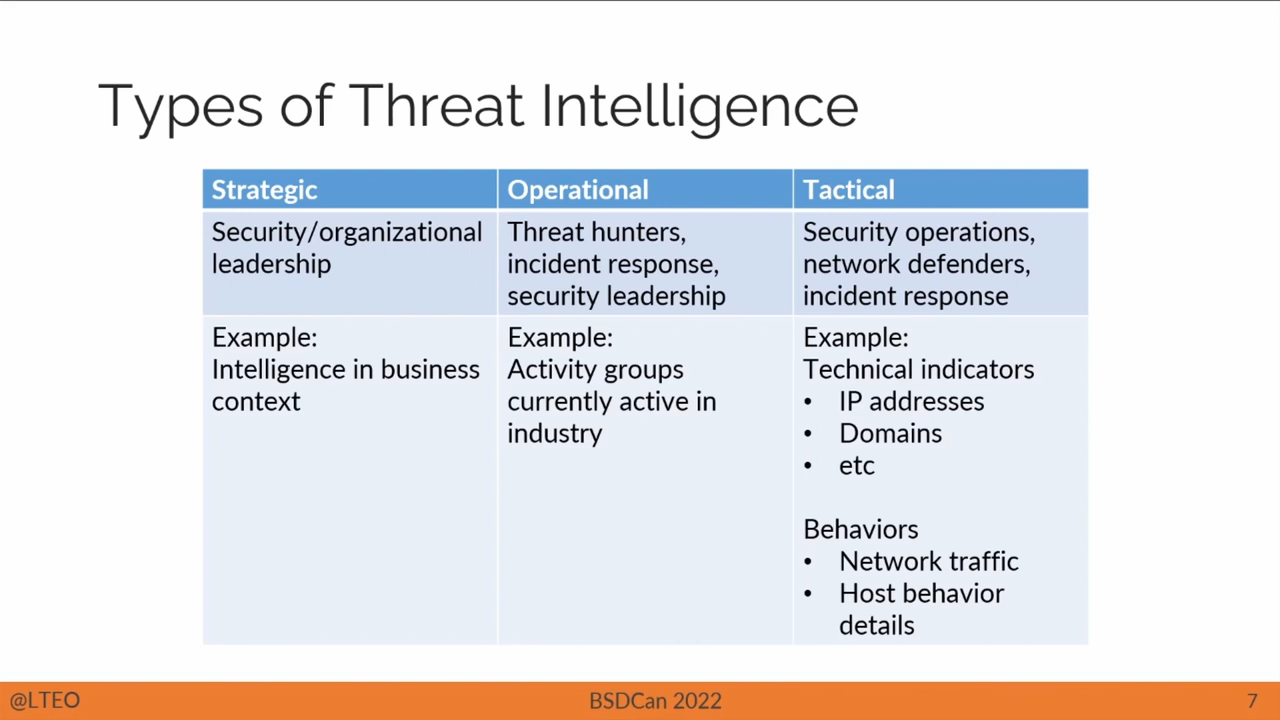 Types of Threat Intelligence
Strategic
Operational
Tactical
Security/organizational
leadership
Threat hunters,
incident response,
security leadership
Security operations,
network defenders,
incident response
Example:
Intelligence in business
context
Example:
Activity groups
currently active in
industry
Example:
Technical indicators
• IP addresses
• Domains
• etc
Behaviors
• Network traffic
• Host behavior
details
@LTEO
BSDCan 2022
7